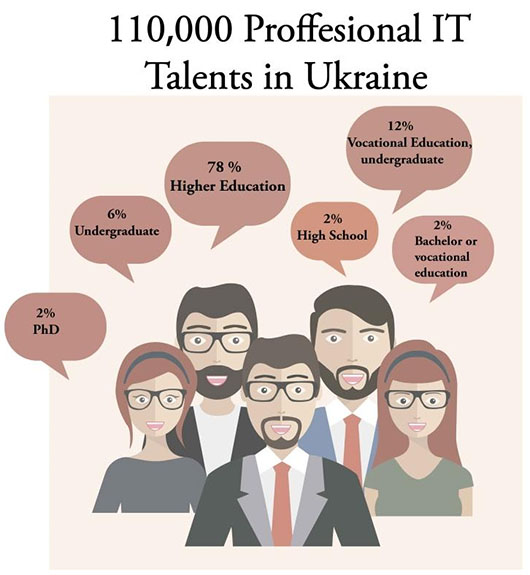 110,000 Proffesional IT
Talents in Ukraine
12%
Vocational Education,
undergraduate
78 %
Higher Education
6%
Undergraduate
2%
High School
2%
Bachelor or
vocational
education
2%
PhD